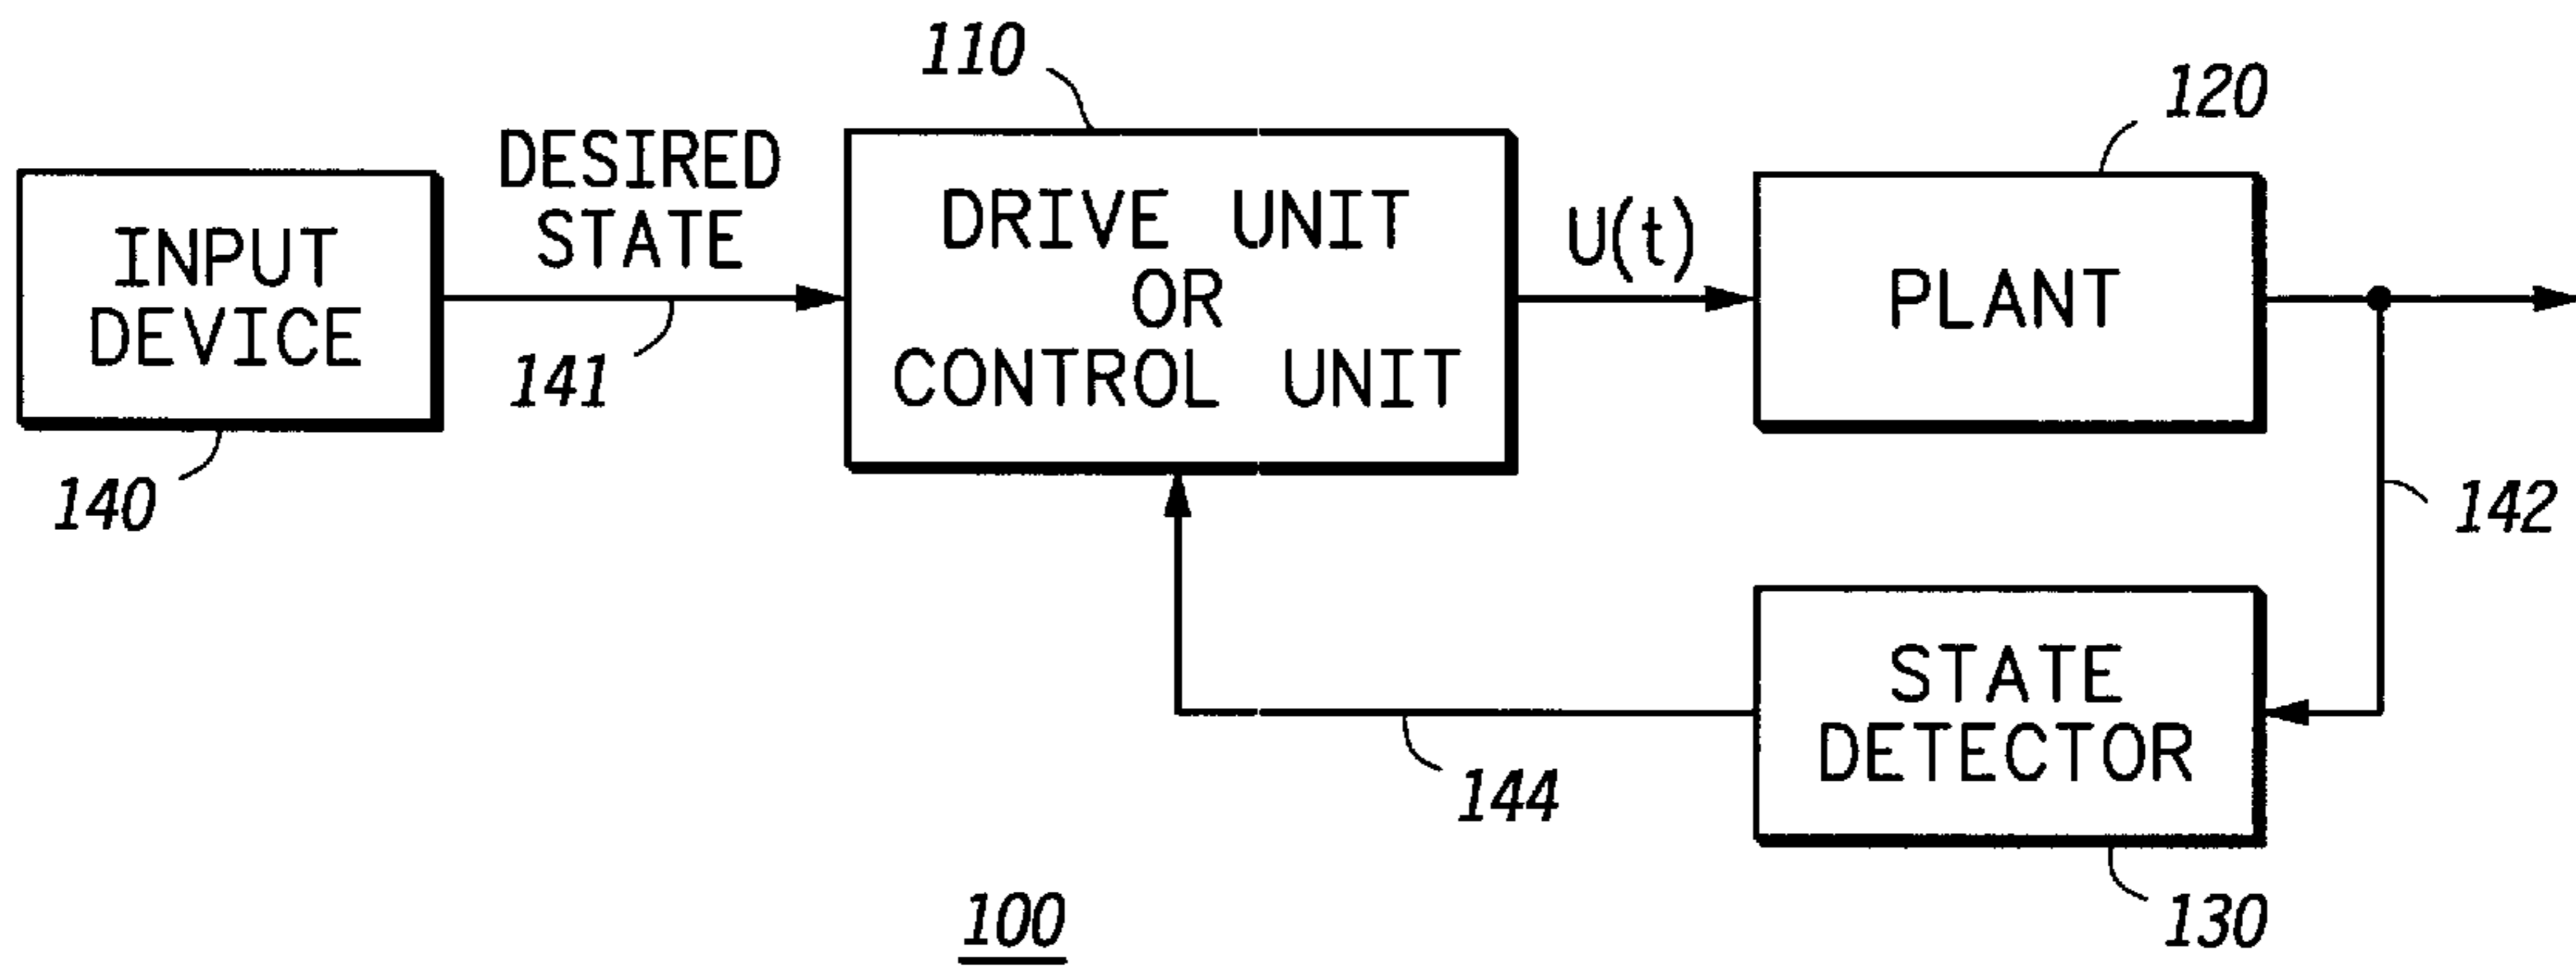 110
120
DESIRED
STATE
INPUT
DEVICE
DRIVE UNIT
OR
CONTROL UNIT
U(t)
PLANT
141
140
142
STATE
DETECTOR
144
130
100